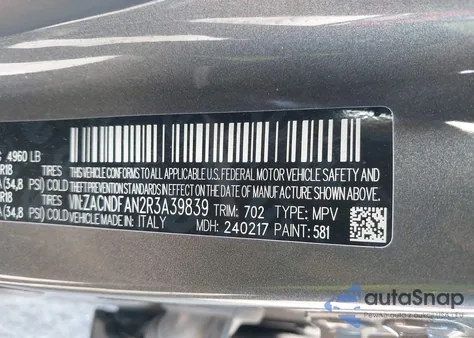 G 4960 LB
R18 TIRES THIS VEHICLE CONFORMS TO ALL APPLICABLE U.S.
A (34,8 PSI) COLD FEDERAL MOTOR VEHICLE SAFETY AND
R18 TIRES THEFT PREVENTION STANDARDS IN EFFECT ON THE
A (34,8 PSI) COLD DATE OF MANUFACTURE SHOWN ABOVE.
VIN: ZACNDFAN2R3A39839 TRIM: 702 TYPE: MPV
VEHICLE MADE IN ITALY MDH: 240217 PAINT: 581
autoSnap